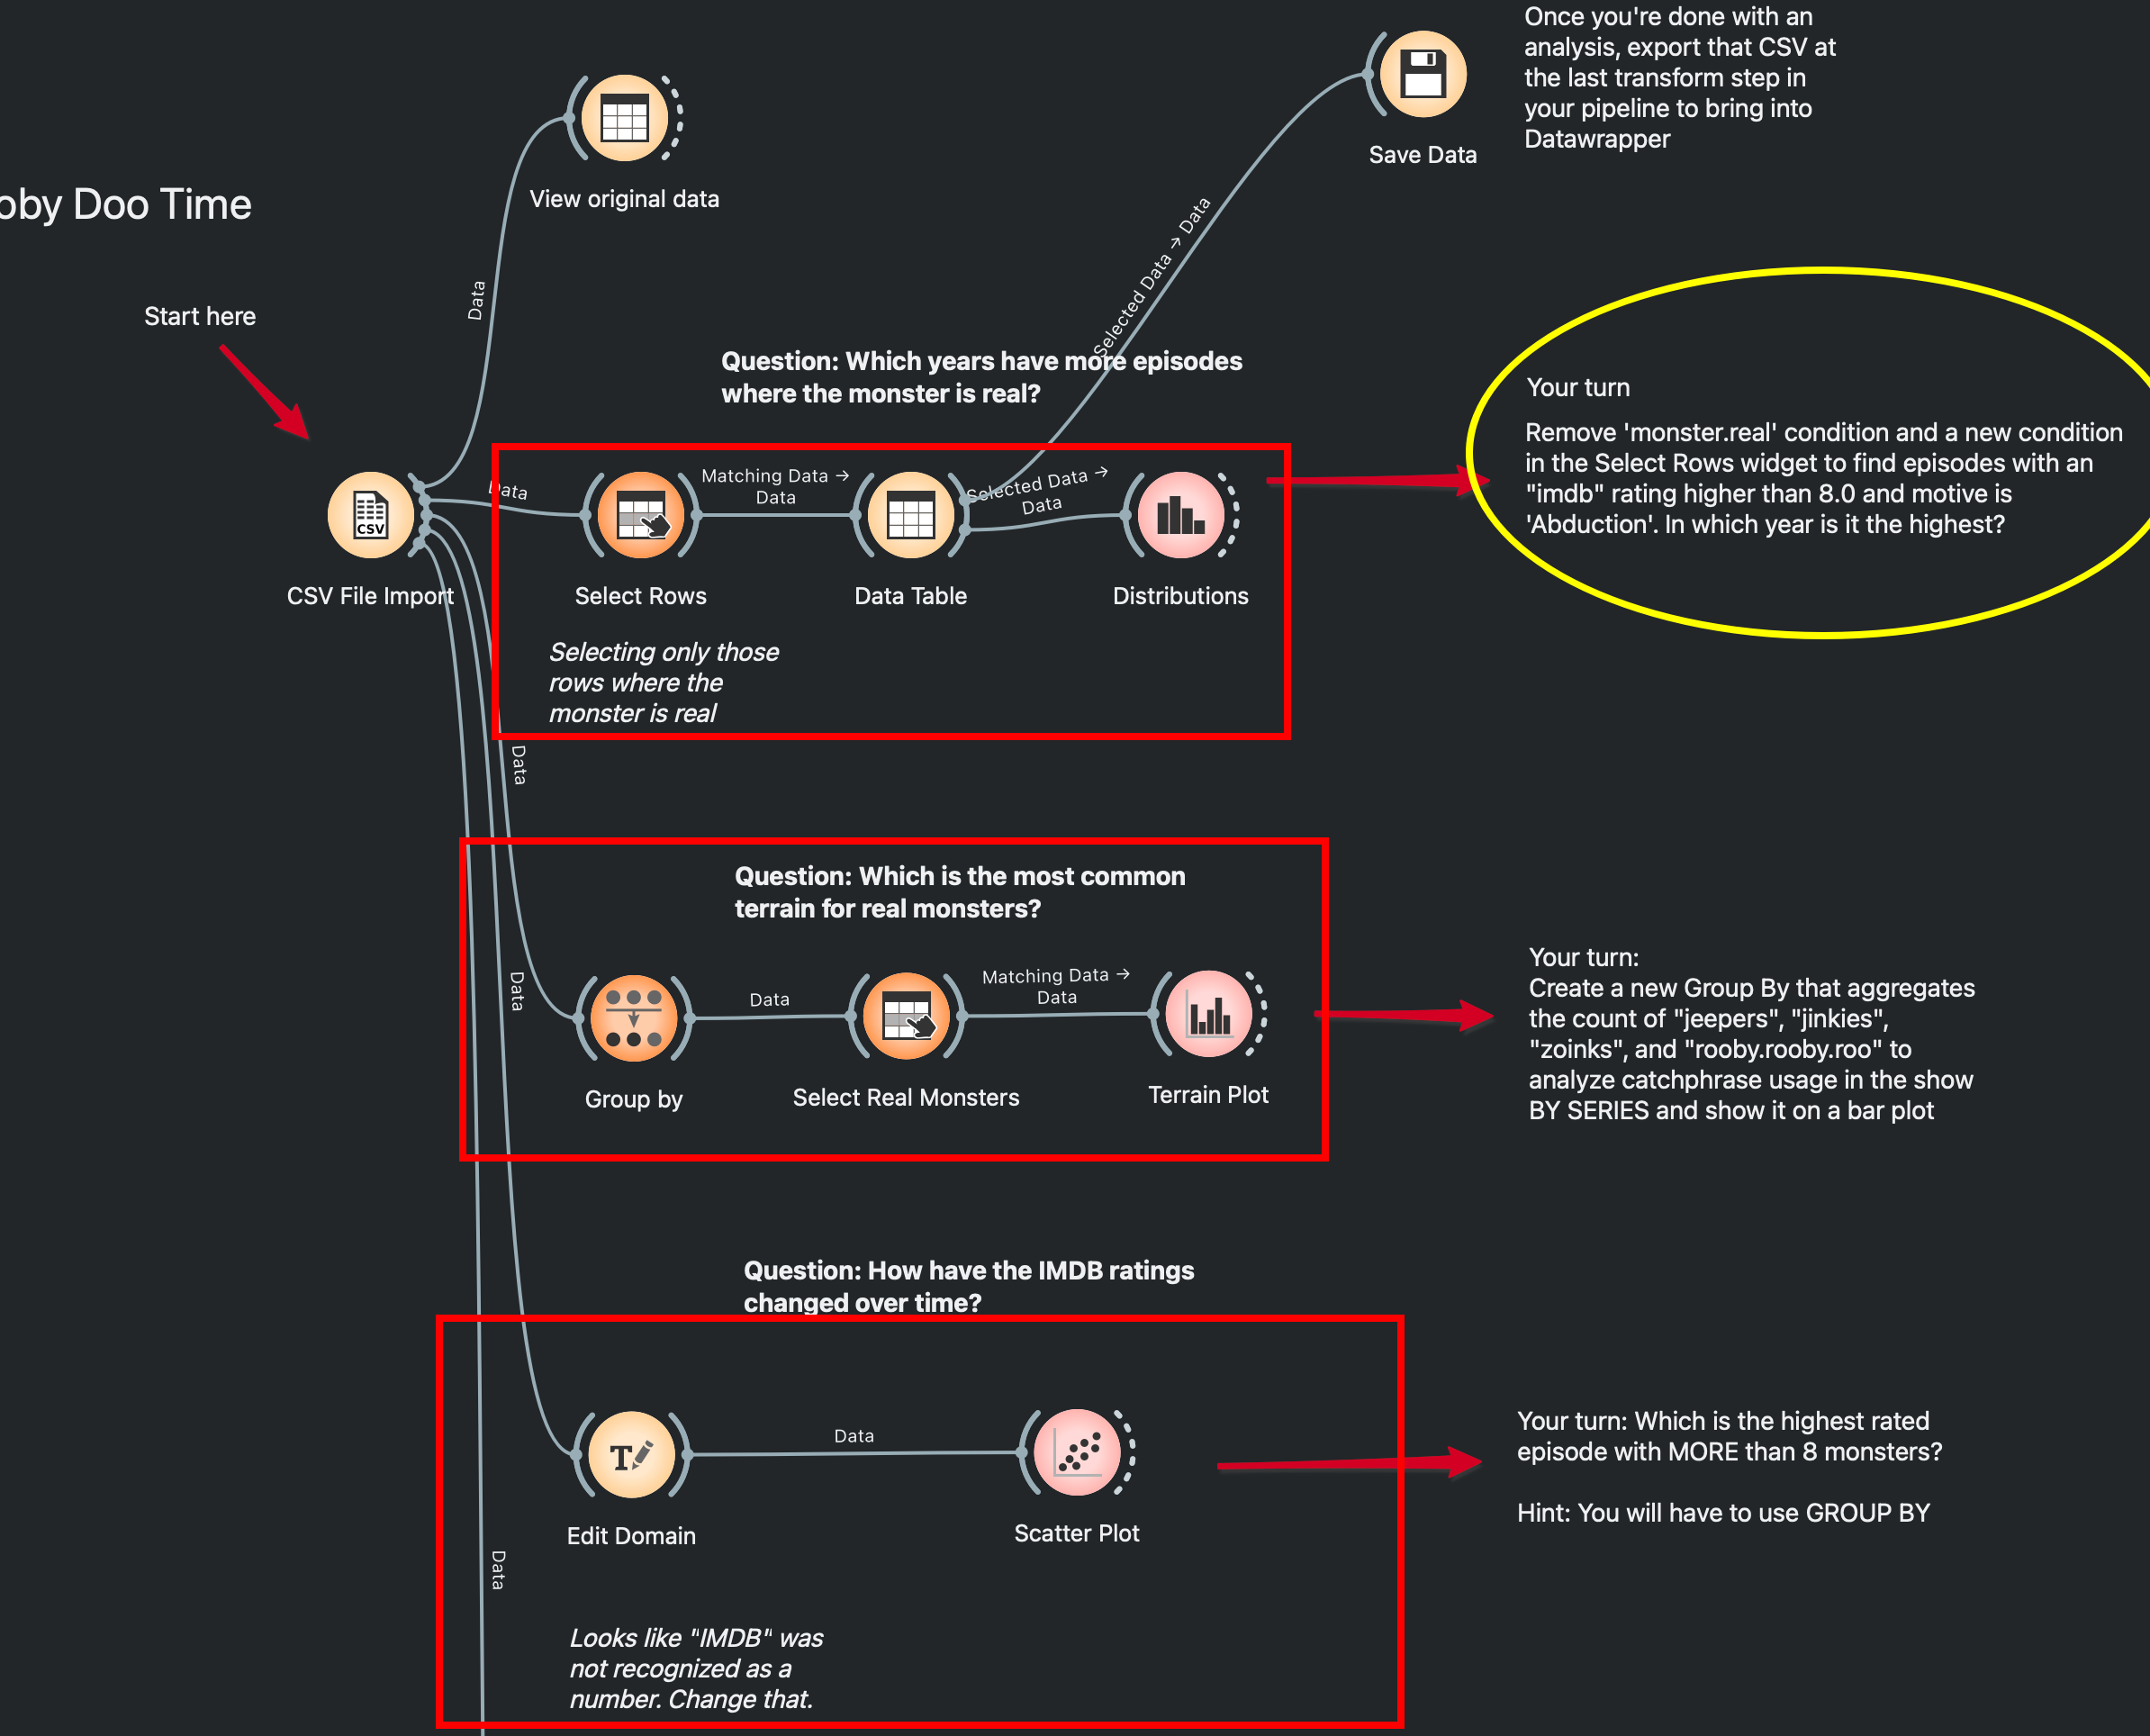 Once you're done with an
analysis, export that CSV at
the last transform step in
your pipeline to bring into
Datawrapper
Save Data
View original data
oby Doo Time
Data
Selected Data → Data
Start here
Question: Which years have more episodes
where the monster is real?
Your turn
Remove 'monster.real' condition and a new condition
in the Select Rows widget to find episodes with an
"imdb" rating higher than 8.0 and motive is
'Abduction'. In which year is it the highest?
Data
Matching Data →
Data
Selected Data →
Data
CSV
CSV File Import
Select Rows
Data Table
Distributions
Selecting only those
rows where the
monster is real
Data
Question: Which is the most common
terrain for real monsters?
Data
Data
Matching Data →
Data
Group by
Select Real Monsters
Terrain Plot
Your turn:
Create a new Group By that aggregates
the count of "jeepers", "jinkies",
"zoinks", and "rooby.rooby.roo" to
analyze catchphrase usage in the show
BY SERIES and show it on a bar plot
Question: How have the IMDB ratings
changed over time?
T
Data
Edit Domain
Scatter Plot
Your turn: Which is the highest rated
episode with MORE than 8 monsters?
Hint: You will have to use GROUP BY
Data
Looks like "IMDB" was
not recognized as a
number. Change that.